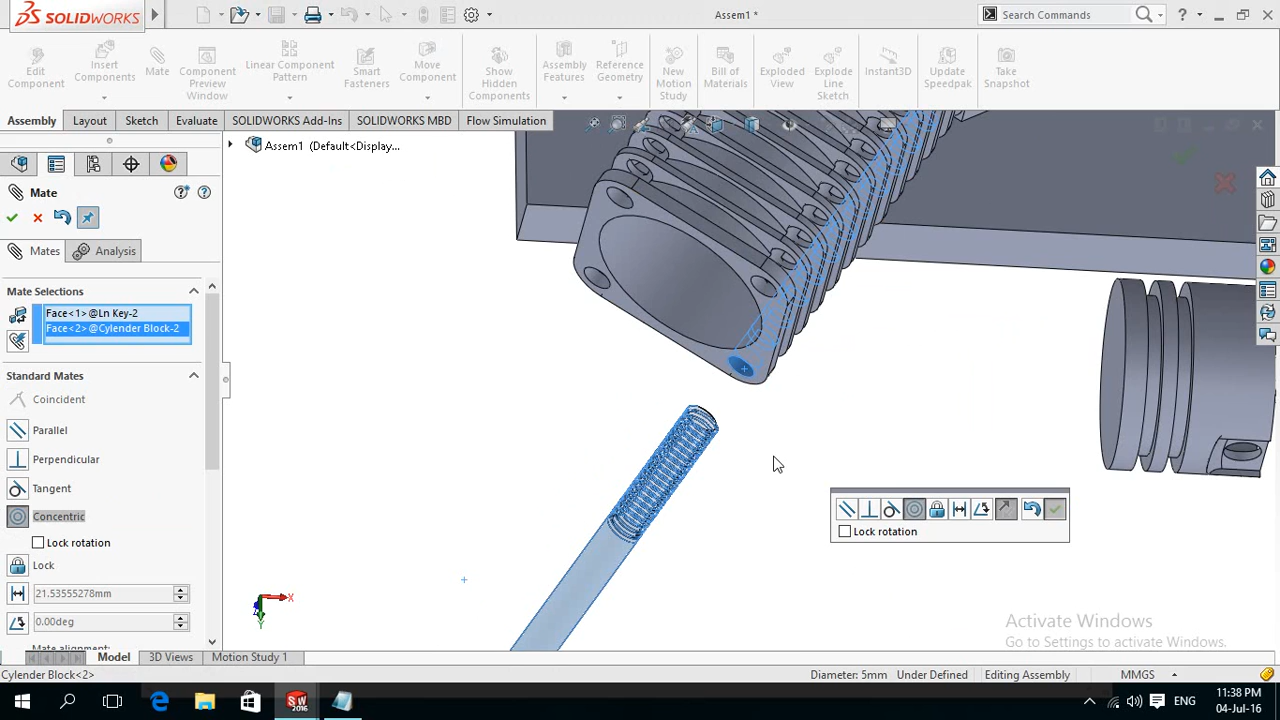 SOLIDWORKS
Assem1 *
Search Commands
Edit Component
Insert Components
Mate
Component Preview Window
Linear Component Pattern
Smart Fasteners
Move Component
Show Hidden Components
Assembly Features
Reference Geometry
New Motion Study
Bill of Materials
Exploded View
Explode Line Sketch
Instant3D
Update Speedpak
Take Snapshot
Assembly
Layout
Sketch
Evaluate
SOLIDWORKS Add-Ins
SOLIDWORKS MBD
Flow Simulation
Assem1 (Default<Display...
Mate
Mates
Analysis
Mate Selections
Face<1>@Ln Key-2
Face<2>@Cylender Block-2
Standard Mates
Coincident
Parallel
Perpendicular
Tangent
Concentric
Lock rotation
Lock
21.53555278mm
0.00deg
Mate alignment:
Lock rotation
X
Y
Activate Windows
Go to Settings to activate Windows.
Model
3D Views
Motion Study 1
Cylender Block<2>
Diameter: 5mm
Under Defined
Editing Assembly
MMGS
SW
2016
ENG
11:38 PM
04-Jul-16